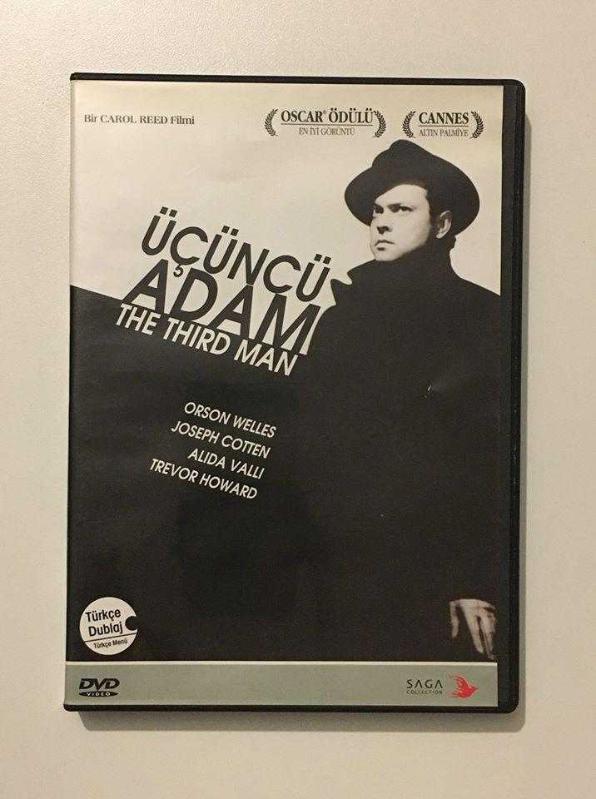 Bir CAROL REED Filmi
OSCAR® ÖDÜLÜ
EN İYİ GÖRÜNTÜ
CANNES
ALTIN PALMİYE
ÜÇÜNCÜ
ADAM
THE THIRD MAN
ORSON WELLES
JOSEPH COTTEN
ALIDA VALLI
TREVOR HOWARD
Türkçe
Dublaj
Türkçe Menü
DVD
VIDEO
SAGA
COLLECTION